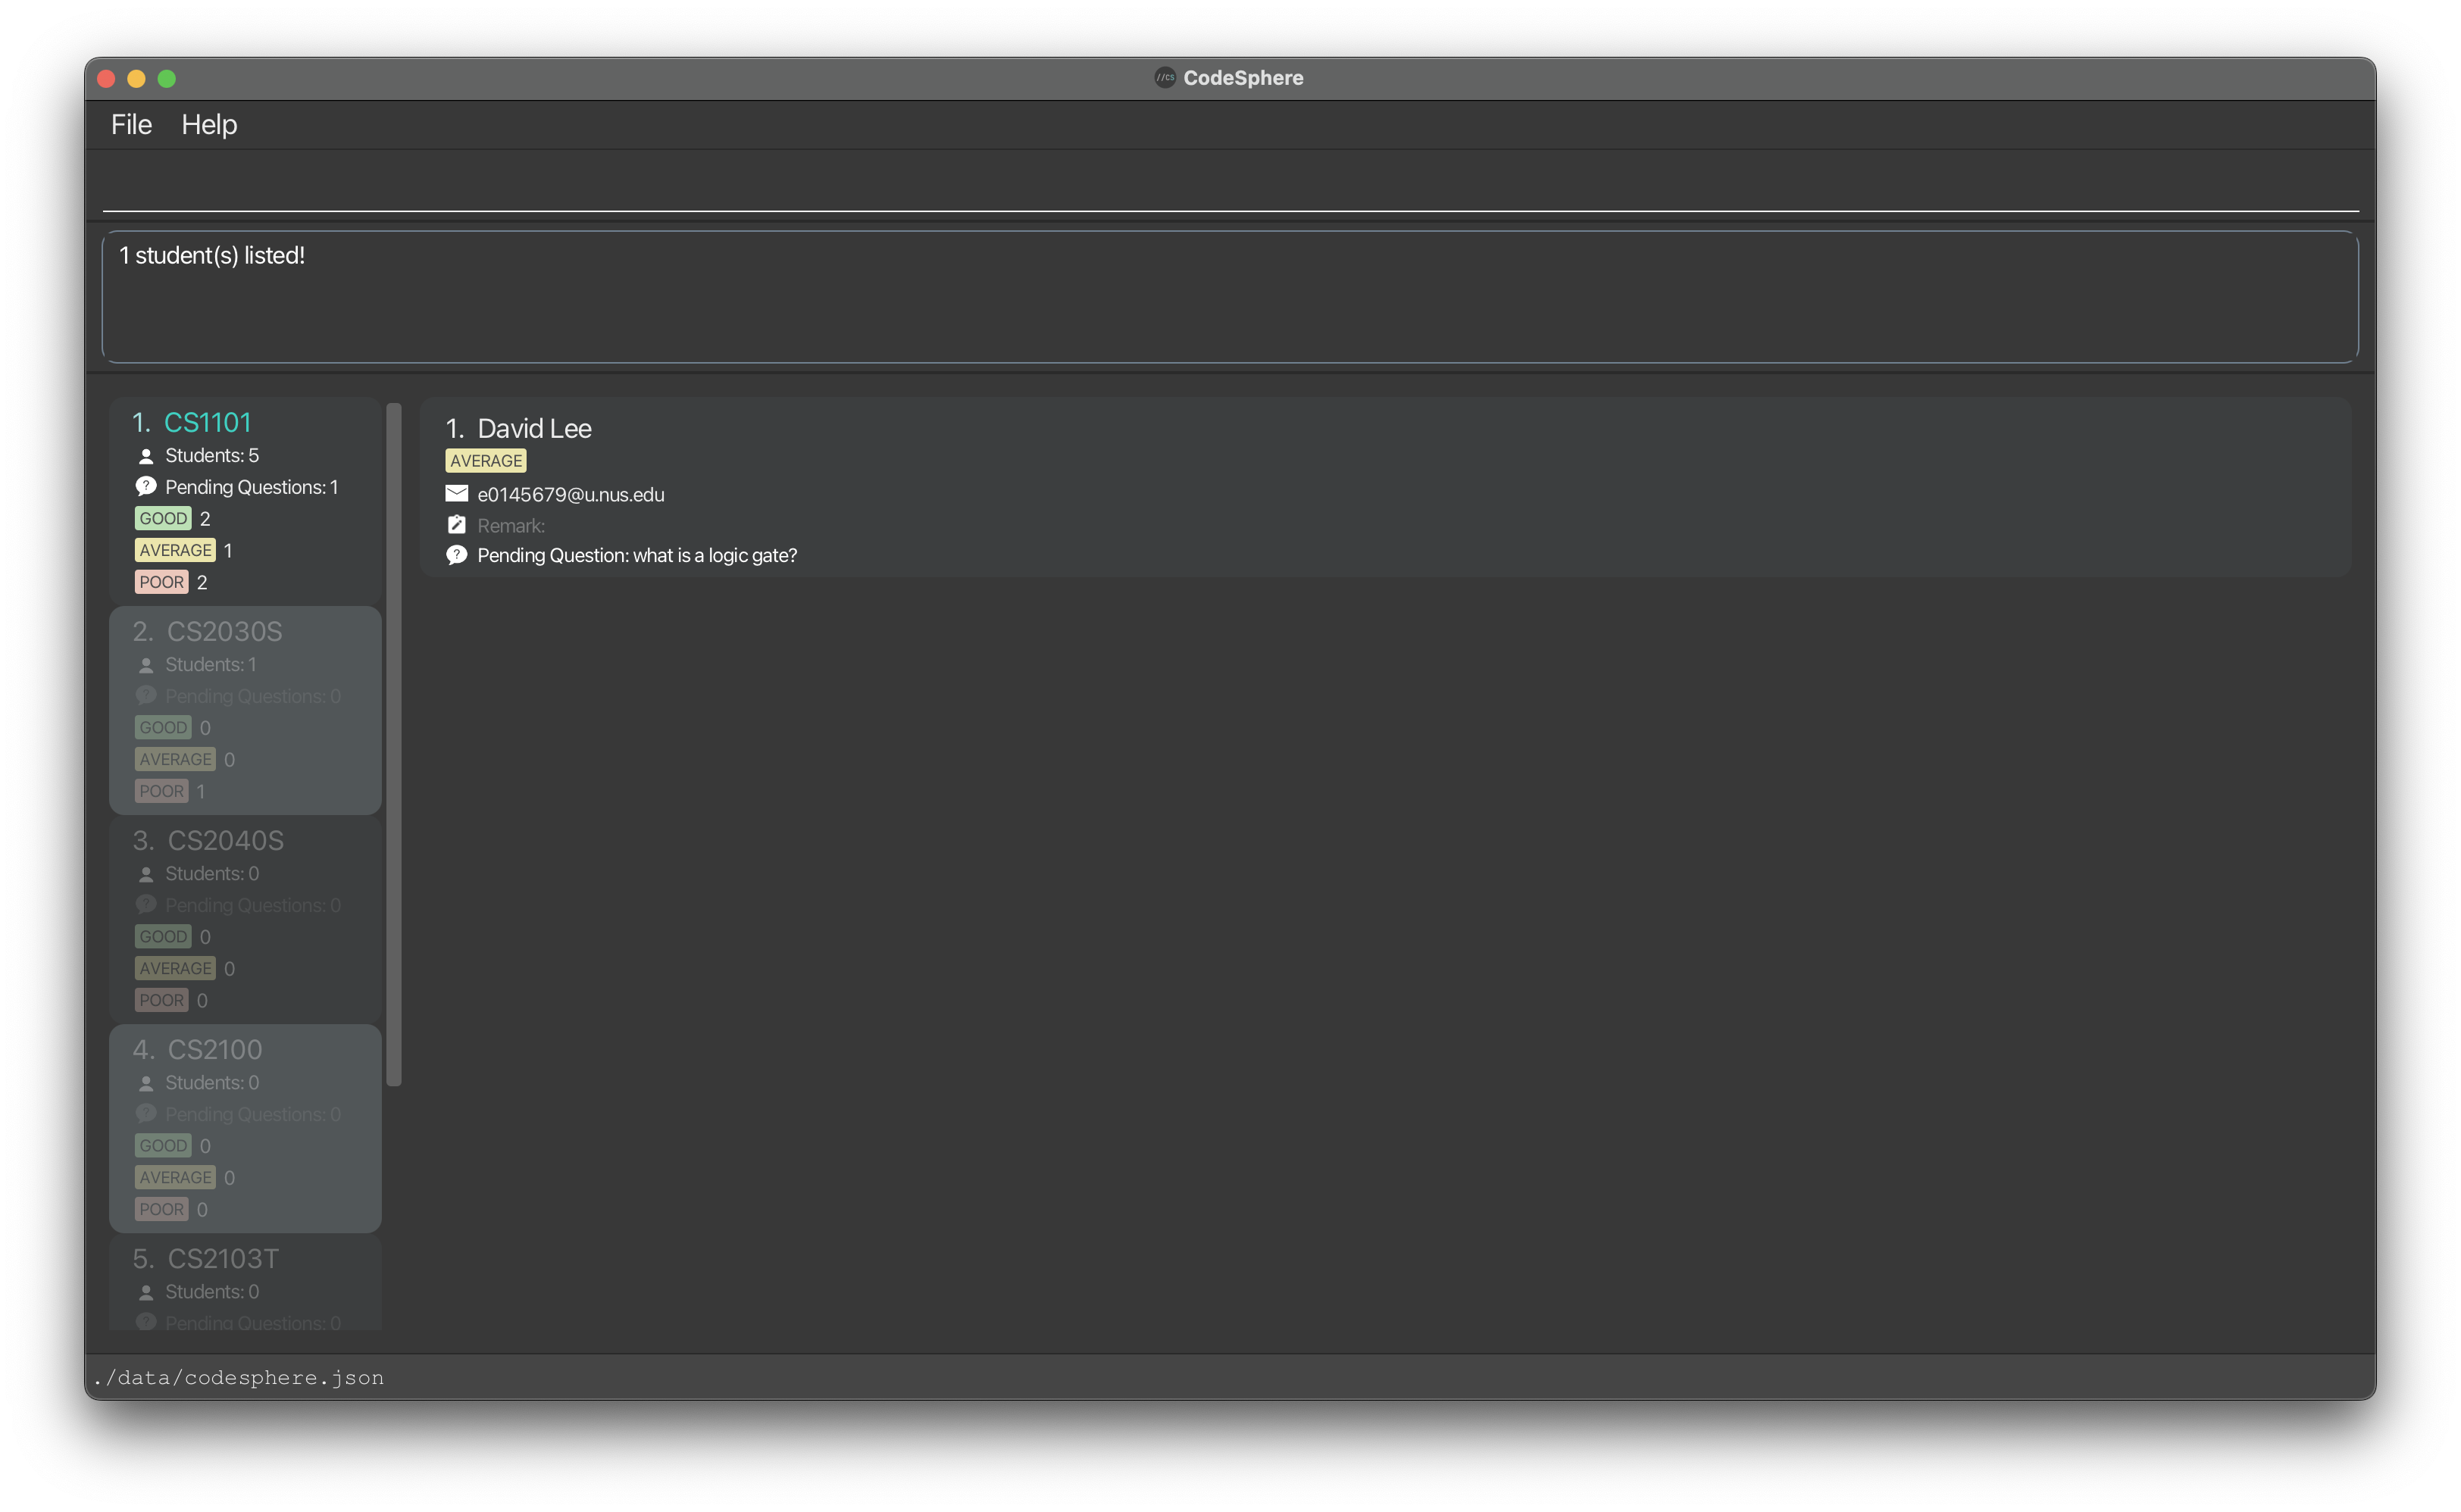 //CS CodeSphere
File Help
1 student(s) listed!
1. CS1101
Students: 5
Pending Questions: 1
GOOD 2
AVERAGE 1
POOR 2
2. CS2030S
Students: 1
Pending Questions: 0
GOOD 0
AVERAGE 0
POOR 1
3. CS2040S
Students: 0
Pending Questions: 0
GOOD 0
AVERAGE 0
POOR 0
4. CS2100
Students: 0
Pending Questions: 0
GOOD 0
AVERAGE 0
POOR 0
5. CS2103T
Students: 0
Pending Questions: 0
1. David Lee
AVERAGE
e0145679@u.nus.edu
Remark:
Pending Question: what is a logic gate?
./data/codesphere.json